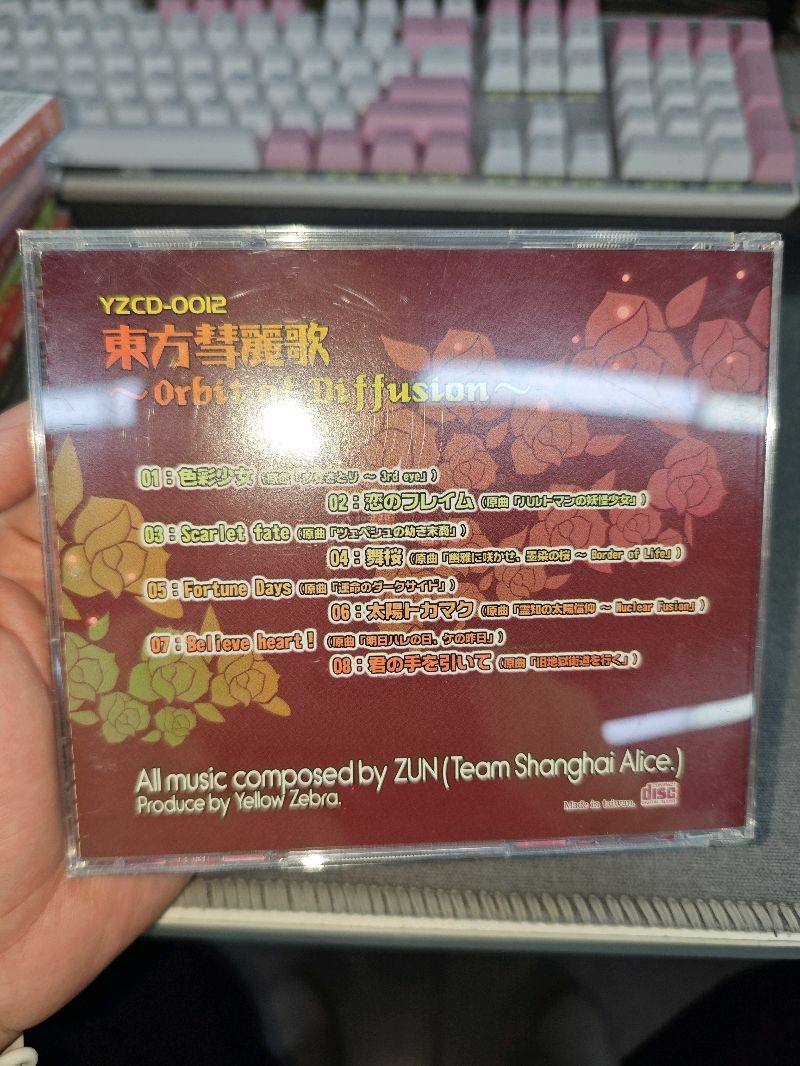 YZCD-0012
東方彗麗歌
～Orbit of Diffusion～
01：色彩少女（原曲「少女さとり ～ 3rd eye」）
02：恋のフレイム（原曲「ハルトマンの妖怪少女」）
03：Scarlet fate（原曲「ツェペシュの幼き末裔」）
04：舞桜（原曲「幽雅に咲かせ、墨染の桜 ～ Border of Life」）
05：Fortune Days（原曲「運命のダークサイド」）
06：太陽トカマク（原曲「霊知の太陽信仰 ～ Nuclear Fusion」）
07：Believe heart！（原曲「明日ハレの日、ケの昨日」）
08：君の手を引いて（原曲「旧地獄街道を行く」）
All music composed by ZUN (Team Shanghai Alice.)
Produce by Yellow Zebra.
Made in taiwan.
COMPACT
disc
DIGITAL AUDIO